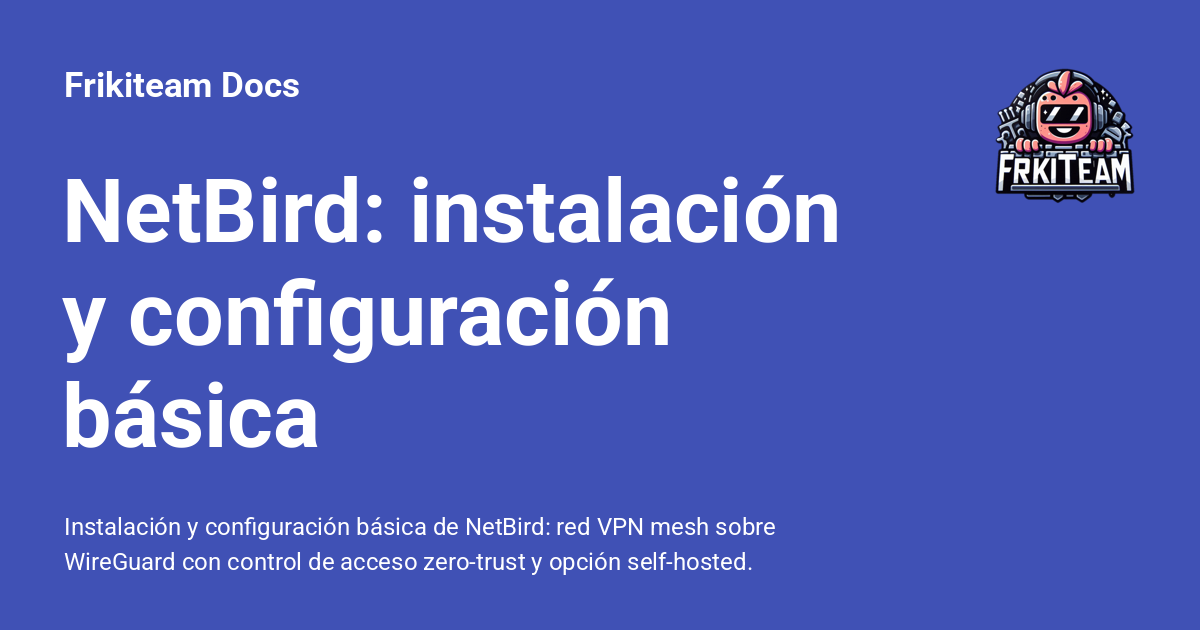 Frikiteam Docs
FRKITEAM
NetBird: instalación
y configuración
básica
Instalación y configuración básica de NetBird: red VPN mesh sobre
WireGuard con control de acceso zero-trust y opción self-hosted.